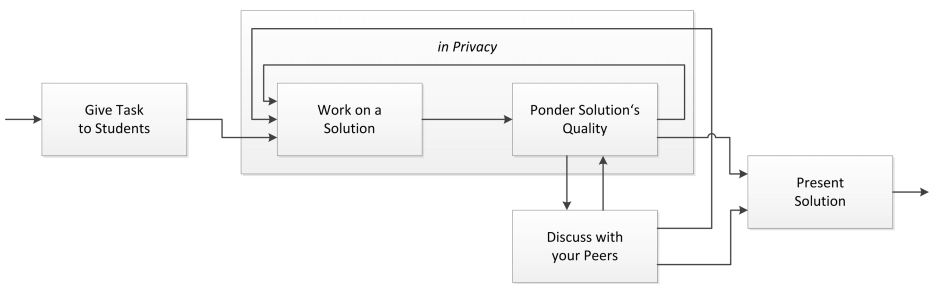 in Privacy
Give Task
to Students
Work on a
Solution
Ponder Solution‘s
Quality
Discuss with
your Peers
Present
Solution